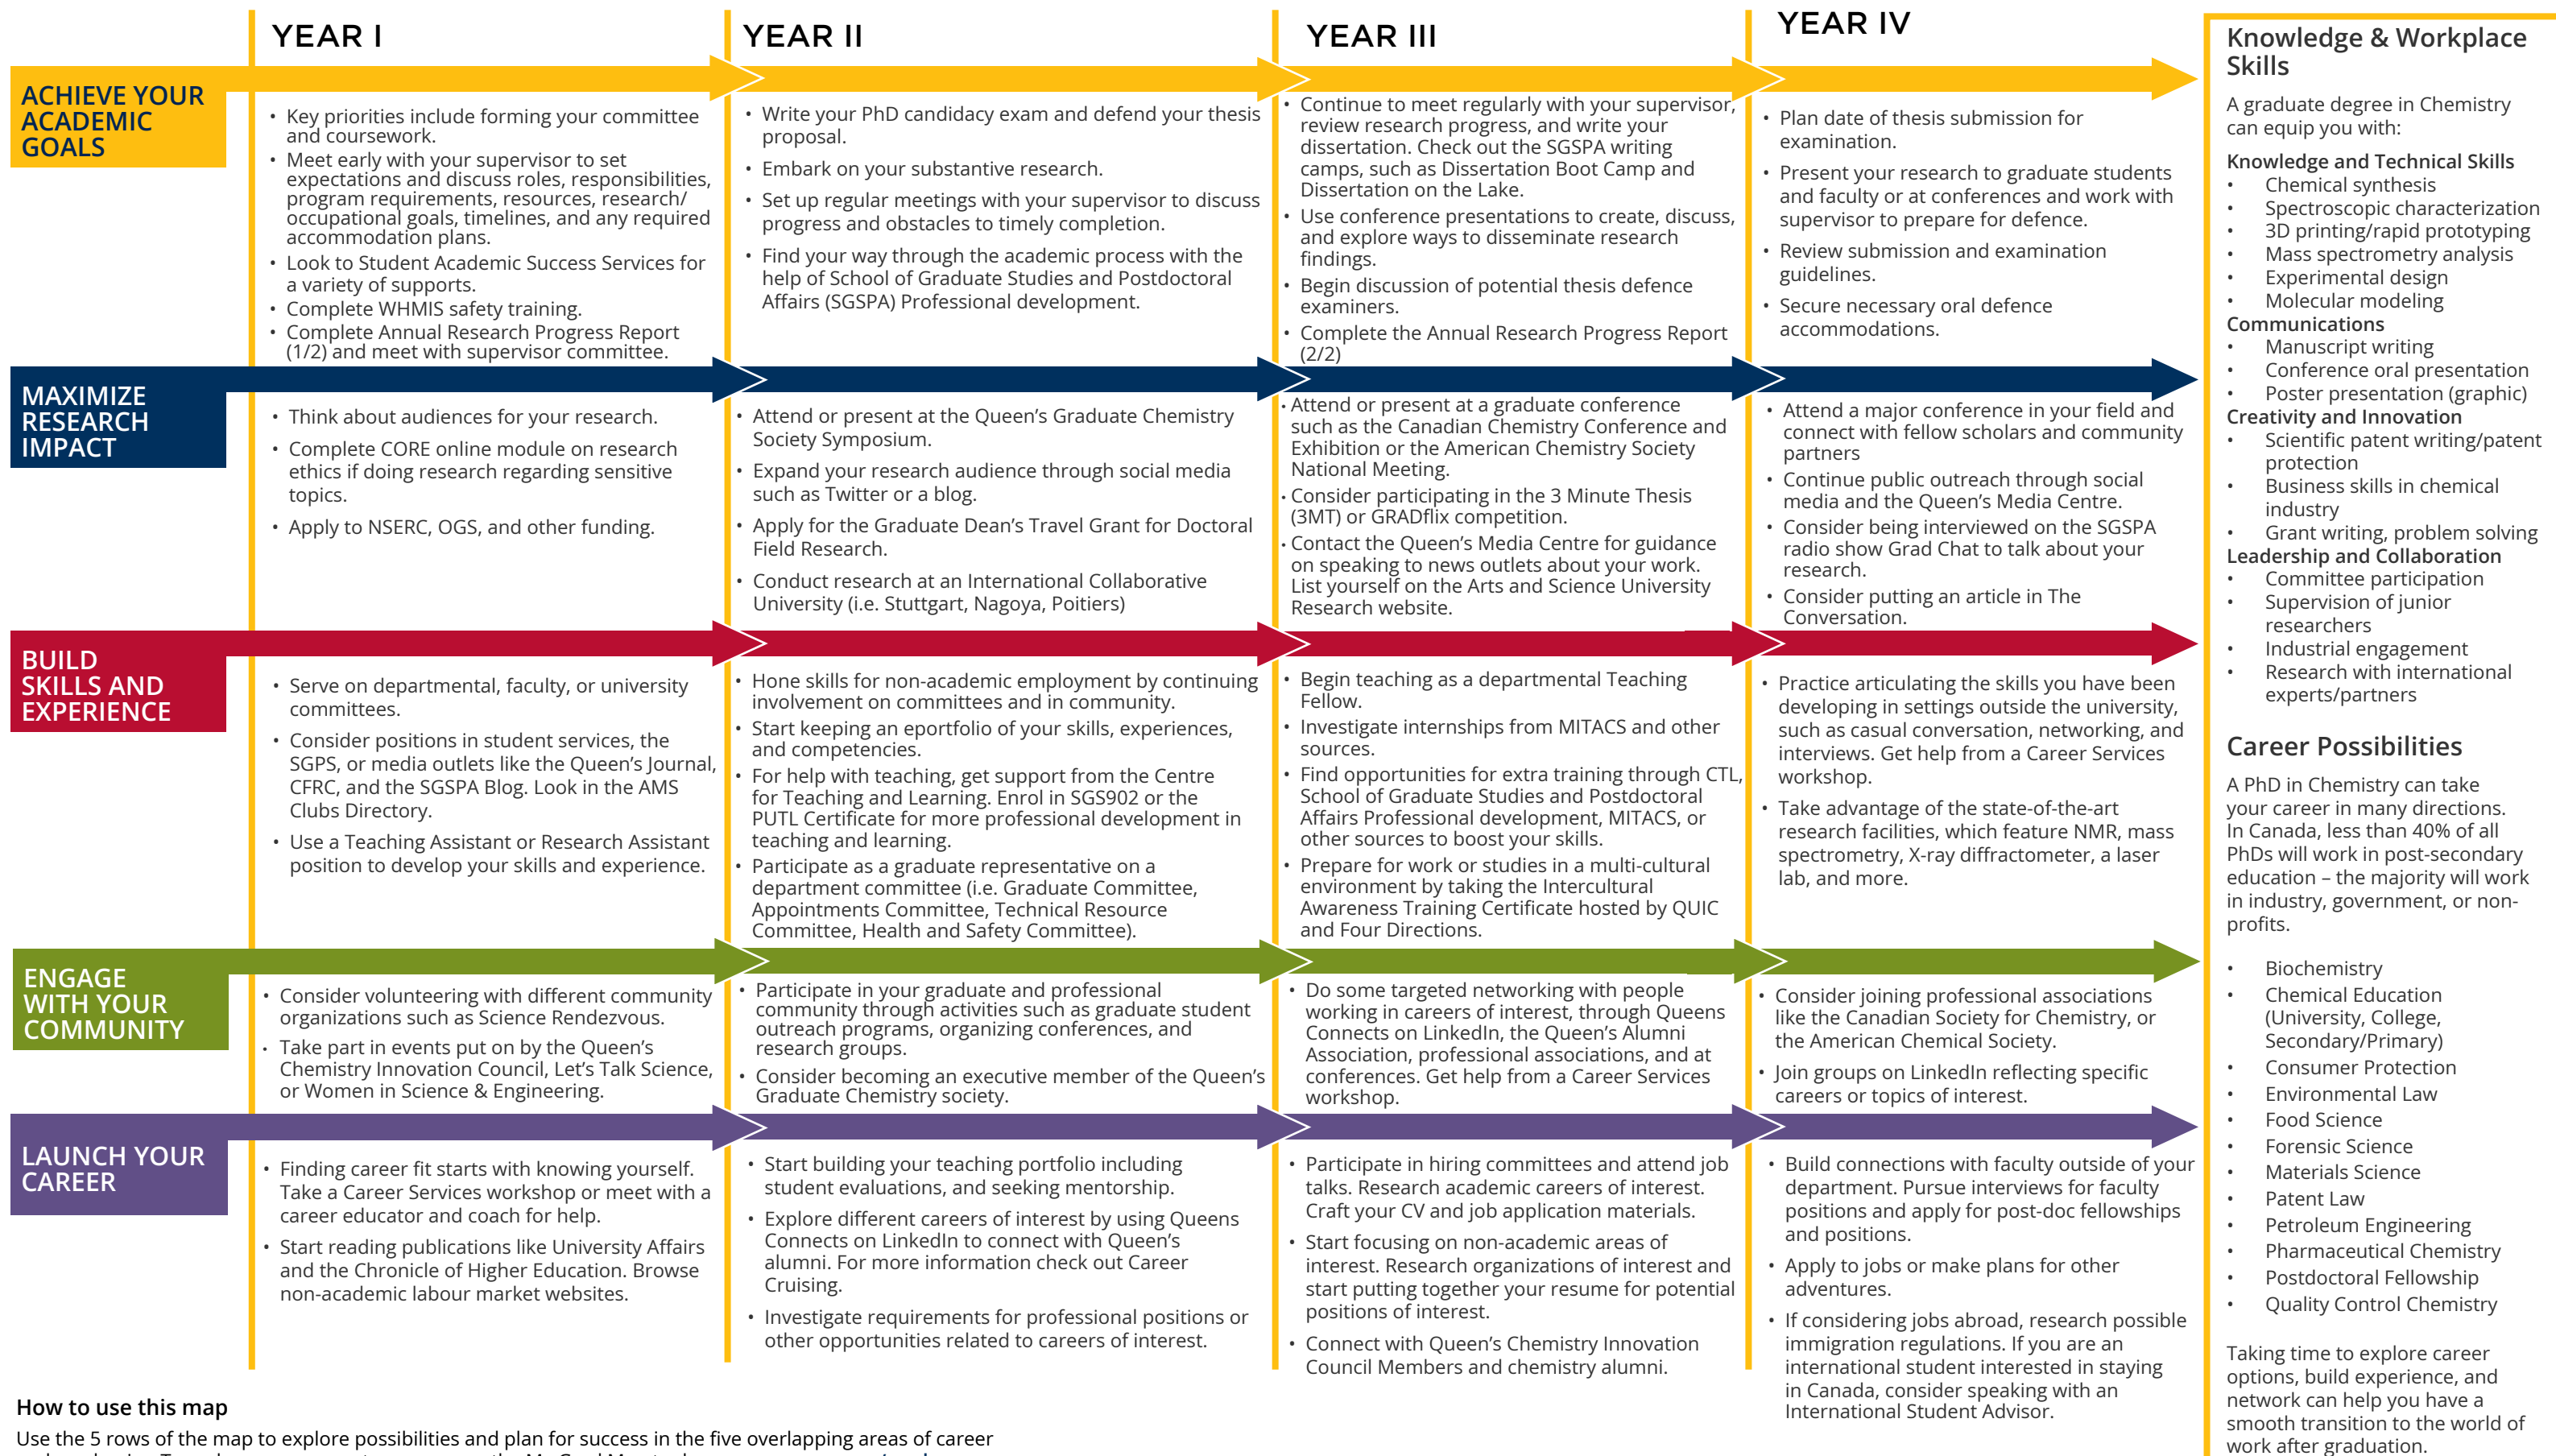 YEAR I
YEAR II
YEAR III
YEAR IV
ACHIEVE YOUR
ACADEMIC
GOALS
• Key priorities include forming your committee
and coursework.
• Meet early with your supervisor to set
expectations and discuss roles, responsibilities,
program requirements, resources, research/
occupational goals, timelines, and any required
accommodation plans.
• Look to Student Academic Success Services for
a variety of supports.
• Complete WHMIS safety training.
• Complete Annual Research Progress Report
(1/2) and meet with supervisor committee.
• Write your PhD candidacy exam and defend your thesis
proposal.
• Embark on your substantive research.
• Set up regular meetings with your supervisor to discuss
progress and obstacles to timely completion.
• Find your way through the academic process with the
help of School of Graduate Studies and Postdoctoral
Affairs (SGSPA) Professional development.
• Continue to meet regularly with your supervisor,
review research progress, and write your
dissertation. Check out the SGSPA writing
camps, such as Dissertation Boot Camp and
Dissertation on the Lake.
• Use conference presentations to create, discuss,
and explore ways to disseminate research
findings.
• Begin discussion of potential thesis defence
examiners.
• Complete the Annual Research Progress Report
(2/2)
• Plan date of thesis submission for
examination.
• Present your research to graduate students
and faculty or at conferences and work with
supervisor to prepare for defence.
• Review submission and examination
guidelines.
• Secure necessary oral defence
accommodations.
MAXIMIZE
RESEARCH
IMPACT
• Think about audiences for your research.
• Complete CORE online module on research
ethics if doing research regarding sensitive
topics.
• Apply to NSERC, OGS, and other funding.
• Attend or present at the Queen's Graduate Chemistry
Society Symposium.
• Expand your research audience through social media
such as Twitter or a blog.
• Apply for the Graduate Dean's Travel Grant for Doctoral
Field Research.
• Conduct research at an International Collaborative
University (i.e. Stuttgart, Nagoya, Poitiers)
• Attend or present at a graduate conference
such as the Canadian Chemistry Conference and
Exhibition or the American Chemistry Society
National Meeting.
• Consider participating in the 3 Minute Thesis
(3MT) or GRADflix competition.
• Contact the Queen's Media Centre for guidance
on speaking to news outlets about your work.
List yourself on the Arts and Science University
Research website.
• Attend a major conference in your field and
connect with fellow scholars and community
partners
• Continue public outreach through social
media and the Queen's Media Centre.
• Consider being interviewed on the SGSPA
radio show Grad Chat to talk about your
research.
• Consider putting an article in The
Conversation.
BUILD
SKILLS AND
EXPERIENCE
• Serve on departmental, faculty, or university
committees.
• Consider positions in student services, the
SGPS, or media outlets like the Queen's Journal,
CFRC, and the SGSPA Blog. Look in the AMS
Clubs Directory.
• Use a Teaching Assistant or Research Assistant
position to develop your skills and experience.
• Hone skills for non-academic employment by continuing
involvement on committees and in community.
• Start keeping an eportfolio of your skills, experiences,
and competencies.
• For help with teaching, get support from the Centre
for Teaching and Learning. Enrol in SGS902 or the
PUTL Certificate for more professional development in
teaching and learning.
• Participate as a graduate representative on a
department committee (i.e. Graduate Committee,
Appointments Committee, Technical Resource
Committee, Health and Safety Committee).
• Begin teaching as a departmental Teaching
Fellow.
• Investigate internships from MITACS and other
sources.
• Find opportunities for extra training through CTL,
School of Graduate Studies and Postdoctoral
Affairs Professional development, MITACS, or
other sources to boost your skills.
• Prepare for work or studies in a multi-cultural
environment by taking the Intercultural
Awareness Training Certificate hosted by QUIC
and Four Directions.
• Practice articulating the skills you have been
developing in settings outside the university,
such as casual conversation, networking, and
interviews. Get help from a Career Services
workshop.
• Take advantage of the state-of-the-art
research facilities, which feature NMR, mass
spectrometry, X-ray diffractometer, a laser
lab, and more.
ENGAGE
WITH YOUR
COMMUNITY
• Consider volunteering with different community
organizations such as Science Rendezvous.
• Take part in events put on by the Queen's
Chemistry Innovation Council, Let's Talk Science,
or Women in Science & Engineering.
• Participate in your graduate and professional
community through activities such as graduate student
outreach programs, organizing conferences, and
research groups.
• Consider becoming an executive member of the Queen's
Graduate Chemistry society.
• Do some targeted networking with people
working in careers of interest, through Queens
Connects on LinkedIn, the Queen's Alumni
Association, professional associations, and at
conferences. Get help from a Career Services
workshop.
• Consider joining professional associations
like the Canadian Society for Chemistry, or
the American Chemical Society.
• Join groups on LinkedIn reflecting specific
careers or topics of interest.
LAUNCH YOUR
CAREER
• Finding career fit starts with knowing yourself.
Take a Career Services workshop or meet with a
career educator and coach for help.
• Start reading publications like University Affairs
and the Chronicle of Higher Education. Browse
non-academic labour market websites.
• Start building your teaching portfolio including
student evaluations, and seeking mentorship.
• Explore different careers of interest by using Queens
Connects on LinkedIn to connect with Queen's
alumni. For more information check out Career
Cruising.
• Investigate requirements for professional positions or
other opportunities related to careers of interest.
• Participate in hiring committees and attend job
talks. Research academic careers of interest.
Craft your CV and job application materials.
• Start focusing on non-academic areas of
interest. Research organizations of interest and
start putting together your resume for potential
positions of interest.
• Connect with Queen's Chemistry Innovation
Council Members and chemistry alumni.
• Build connections with faculty outside of your
department. Pursue interviews for faculty
positions and apply for post-doc fellowships
and positions.
• Apply to jobs or make plans for other
adventures.
• If considering jobs abroad, research possible
immigration regulations. If you are an
international student interested in staying
in Canada, consider speaking with an
International Student Advisor.
Knowledge & Workplace
Skills
A graduate degree in Chemistry
can equip you with:
Knowledge and Technical Skills
• Chemical synthesis
• Spectroscopic characterization
• 3D printing/rapid prototyping
• Mass spectrometry analysis
• Experimental design
• Molecular modeling
Communications
• Manuscript writing
• Conference oral presentation
• Poster presentation (graphic)
Creativity and Innovation
• Scientific patent writing/patent
protection
• Business skills in chemical
industry
• Grant writing, problem solving
Leadership and Collaboration
• Committee participation
• Supervision of junior
researchers
• Industrial engagement
• Research with international
experts/partners
Career Possibilities
A PhD in Chemistry can take
your career in many directions.
In Canada, less than 40% of all
PhDs will work in post-secondary
education – the majority will work
in industry, government, or non-
profits.
• Biochemistry
• Chemical Education
(University, College,
Secondary/Primary)
• Consumer Protection
• Environmental Law
• Food Science
• Forensic Science
• Materials Science
• Patent Law
• Petroleum Engineering
• Pharmaceutical Chemistry
• Postdoctoral Fellowship
• Quality Control Chemistry
Taking time to explore career
options, build experience, and
network can help you have a
smooth transition to the world of
work after graduation.
How to use this map
Use the 5 rows of the map to explore possibilities and plan for success in the five overlapping areas of career